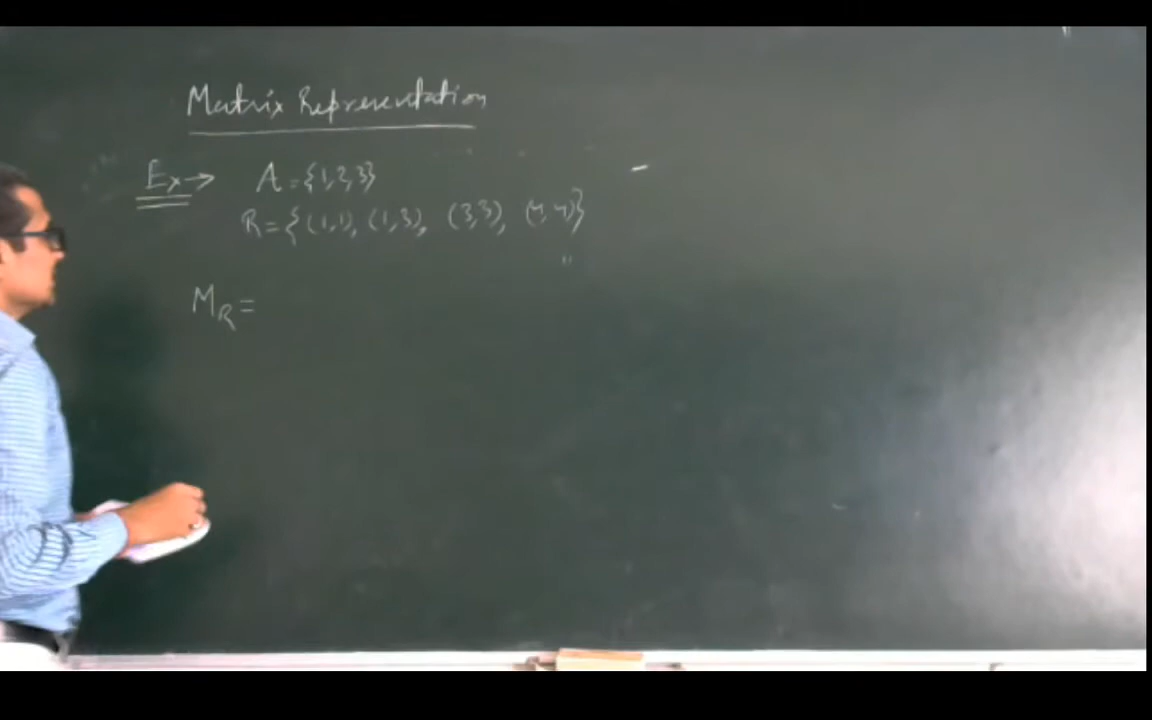 Matrix Representation
Ex → A = {1,2,3}
R = {(1,1), (1,3), (3,3), (4,4)}
M_R =